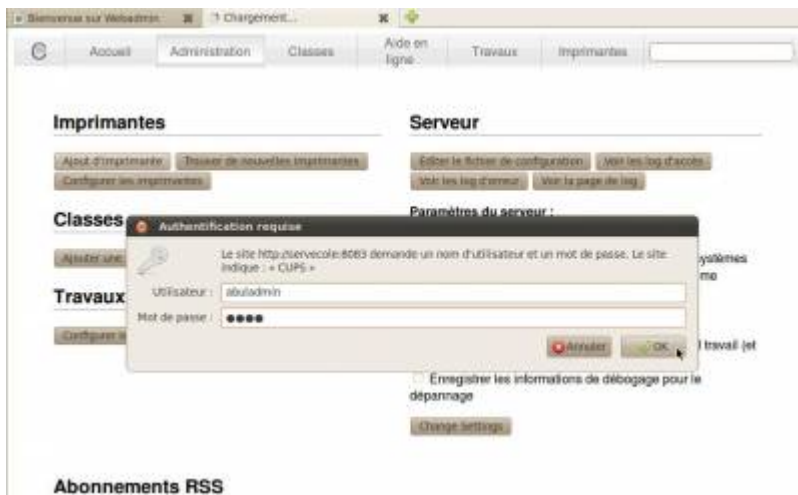 Bienvenue sur Webadmin
Chargement...
Accueil
Administration
Classes
Aide en ligne
Travaux
Imprimantes
Imprimantes
Ajout d'imprimante
Trouver de nouvelles imprimantes
Configurer les imprimantes
Serveur
Editer le fichier de configuration
Voir les log d'accès
Voir les log d'erreur
Voir la page de log
Paramètres du serveur :
Classes
Ajouter une
Travaux
Configurer
Authentification requise
Le site http://servecole:8083 demande un nom d'utilisateur et un mot de passe. Le site
indique : « CUPS »
Utilisateur : abuladmin
Mot de passe : ●●●●
Annuler
OK
ystèmes
me
l travail (et
Enregistrer les informations de débogage pour le
dépannage
Change Settings
Abonnements RSS